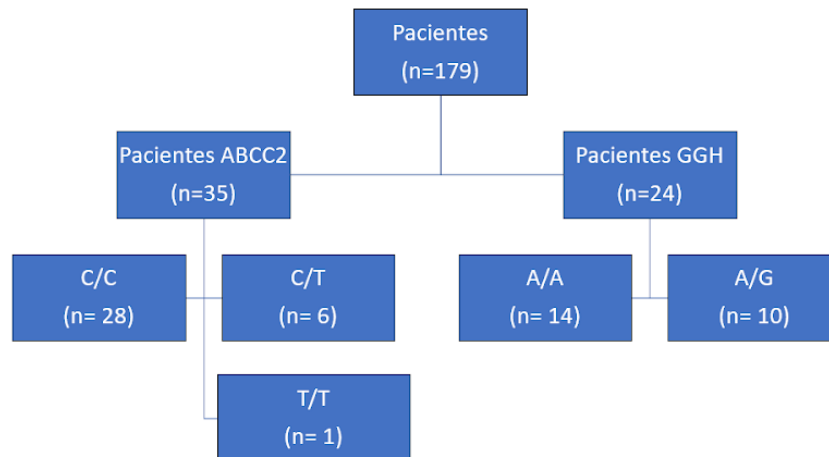 Pacientes
(n=179)
Pacientes ABCC2
(n=35)
Pacientes GGH
(n=24)
C/C
(n= 28)
C/T
(n= 6)
A/A
(n= 14)
A/G
(n= 10)
T/T
(n= 1)